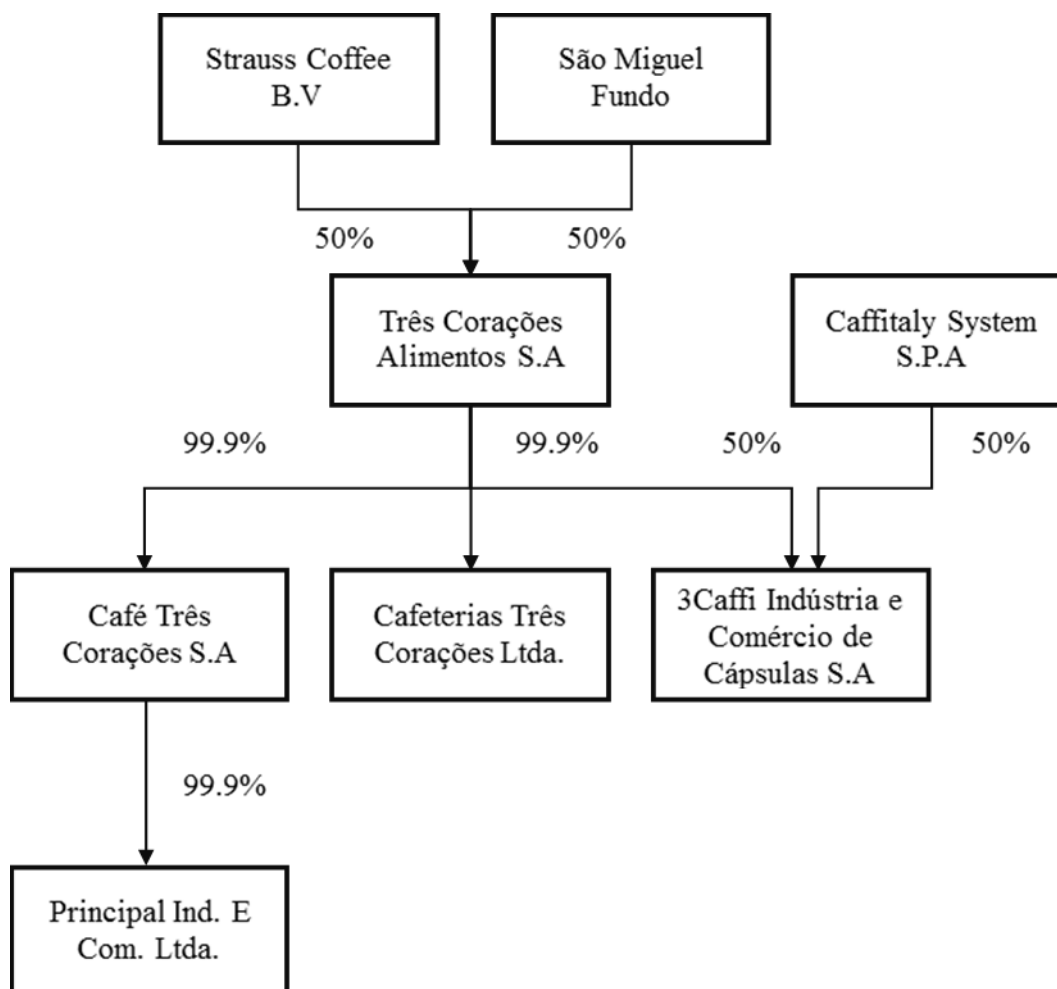 Strauss Coffee
B.V
São Miguel
Fundo
50%
50%
Três Corações
Alimentos S.A
Caffitaly System
S.P.A
99.9%
99.9%
50%
50%
Café Três
Corações S.A
Cafeterias Três
Corações Ltda.
3Caffi Indústria e
Comércio de
Cápsulas S.A
99.9%
Principal Ind. E
Com. Ltda.